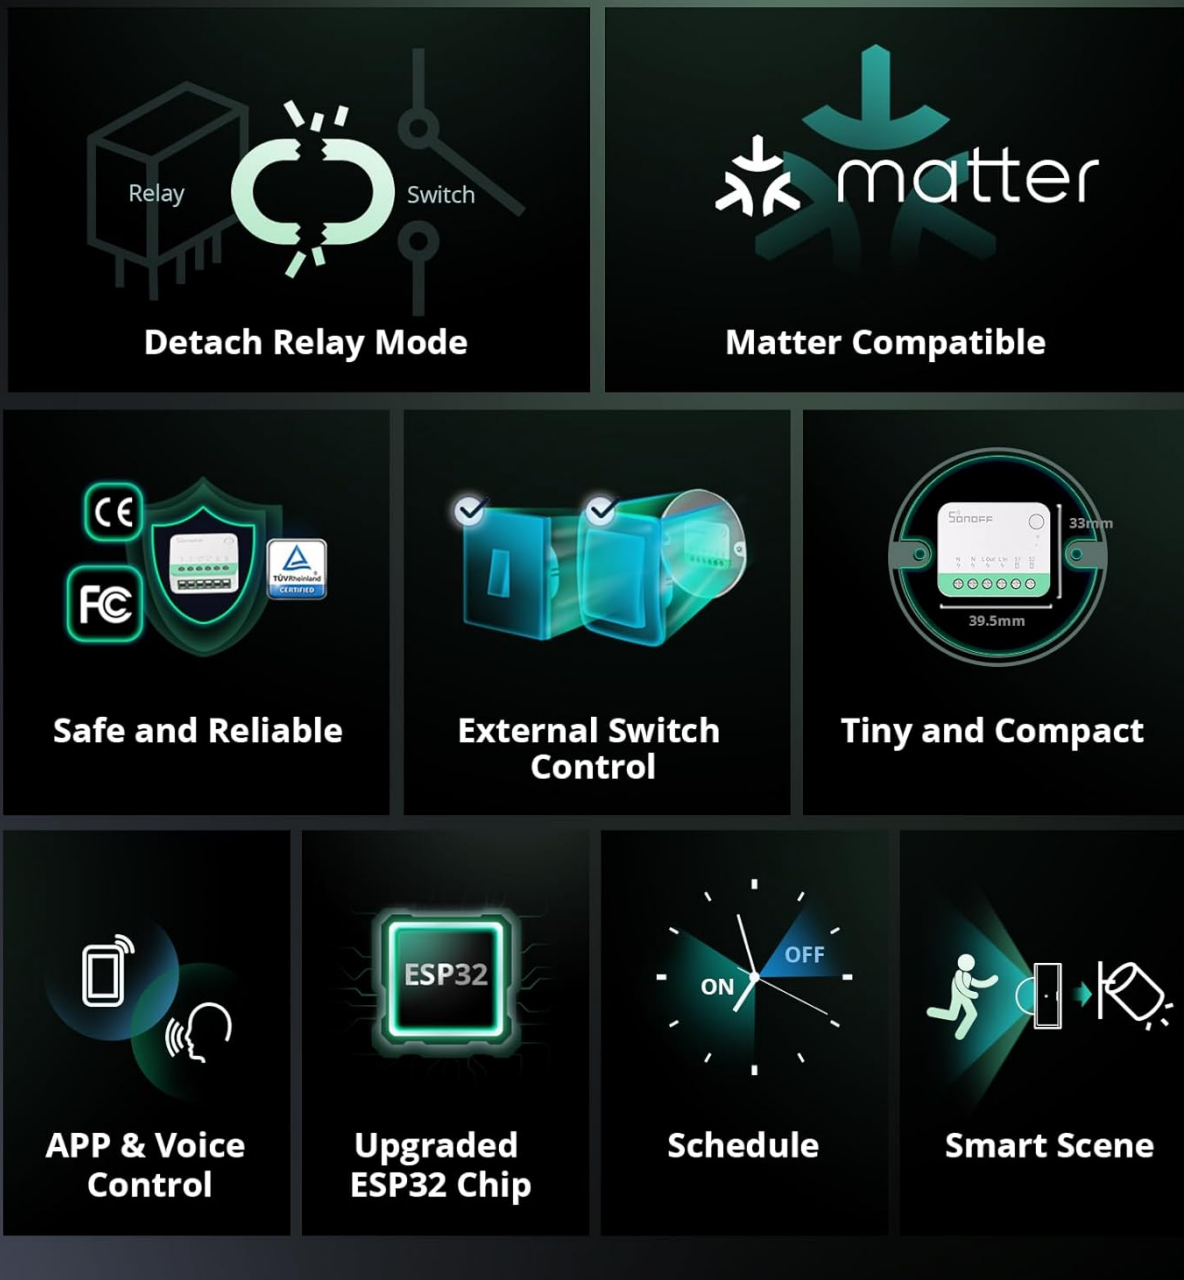 Relay
Switch
Detach Relay Mode
matter
Matter Compatible
CE
FC
TÜVRheinland
CERTIFIED
Safe and Reliable
External Switch
Control
SONOFF
33mm
39.5mm
Tiny and Compact
APP & Voice
Control
ESP32
Upgraded
ESP32 Chip
OFF
ON
Schedule
Smart Scene